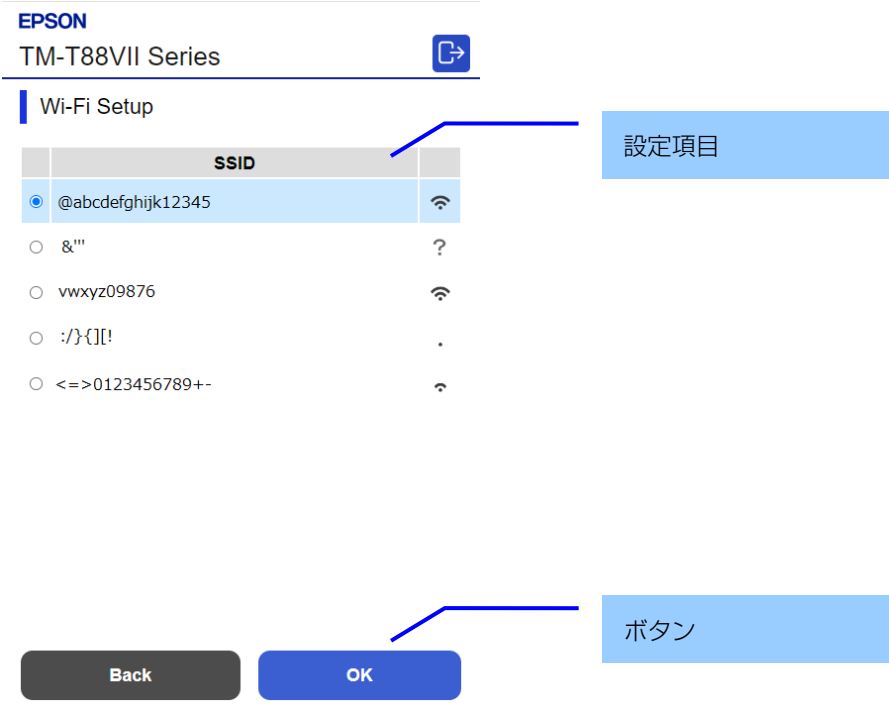 EPSON
TM-T88VII Series
Wi-Fi Setup
設定項目
SSID
@abcdefghijk12345
&"'
?
vwxyz09876
:/}{][!
<=>0123456789+-
ボタン
Back
OK